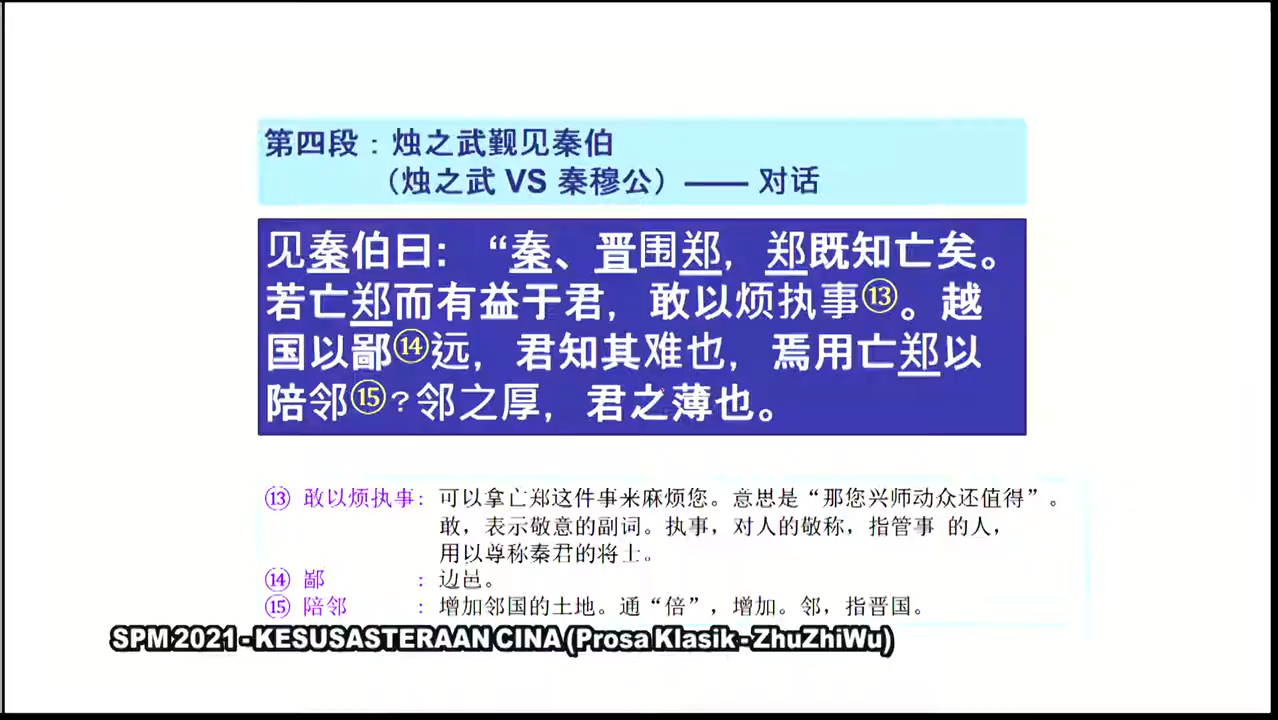 第四段：烛之武觐见秦伯
（烛之武 VS 秦穆公）—— 对话
见秦伯曰：“秦、晋围郑，郑既知亡矣。
若亡郑而有益于君，敢以烦执事⑬。越
国以鄙⑭远，君知其难也，焉用亡郑以
陪邻⑮？邻之厚，君之薄也。
⑬ 敢以烦执事：可以拿亡郑这件事来麻烦您。意思是“那您兴师动众还值得”。
敢，表示敬意的副词。执事，对人的敬称，指管事 的人，
用以尊称秦君的将士。
⑭ 鄙 ：边邑。
⑮ 陪邻 ：增加邻国的土地。通“倍”，增加。邻，指晋国。
SPM 2021 - KESUSASTERAAN CINA (Prosa Klasik - ZhuZhiWu)